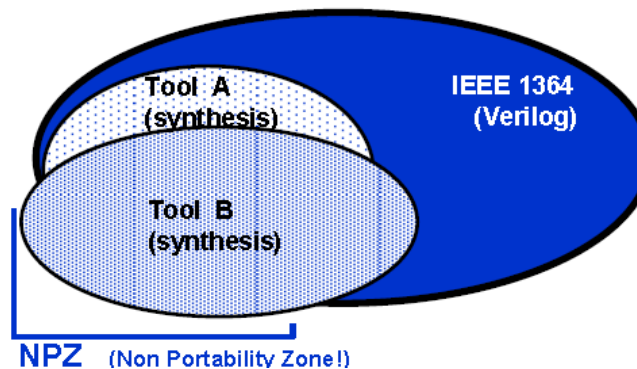 Tool A
(synthesis)
IEEE 1364
(Verilog)
Tool B
(synthesis)
NPZ (Non Portability Zone!)